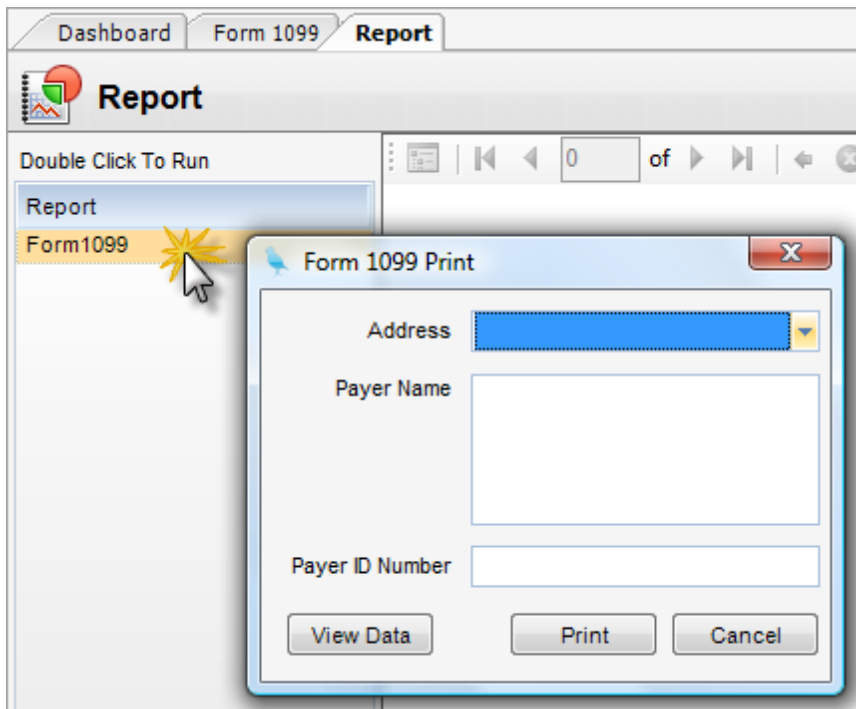 Dashboard Form 1099 Report
Report
Double Click To Run
0 of
Report
Form1099
Form 1099 Print
Address
Payer Name
Payer ID Number
View Data Print Cancel